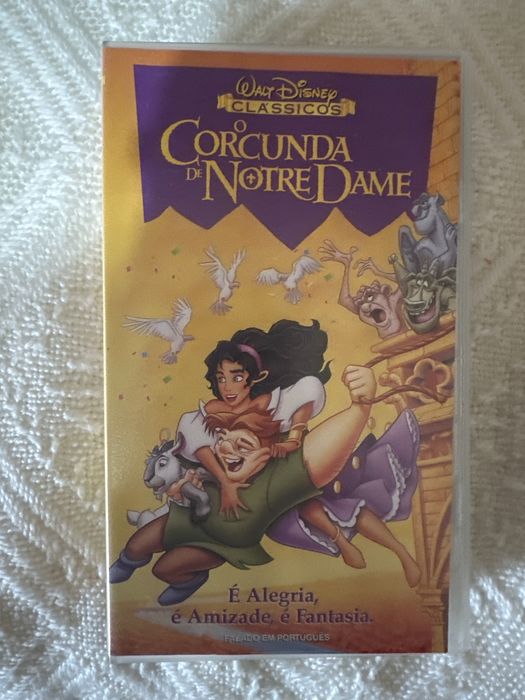 WALT DISNEY
CLÁSSICOS
O
CORCUNDA
DE NOTRE DAME
É Alegria,
é Amizade, é Fantasia.
FALADO EM PORTUGUÊS